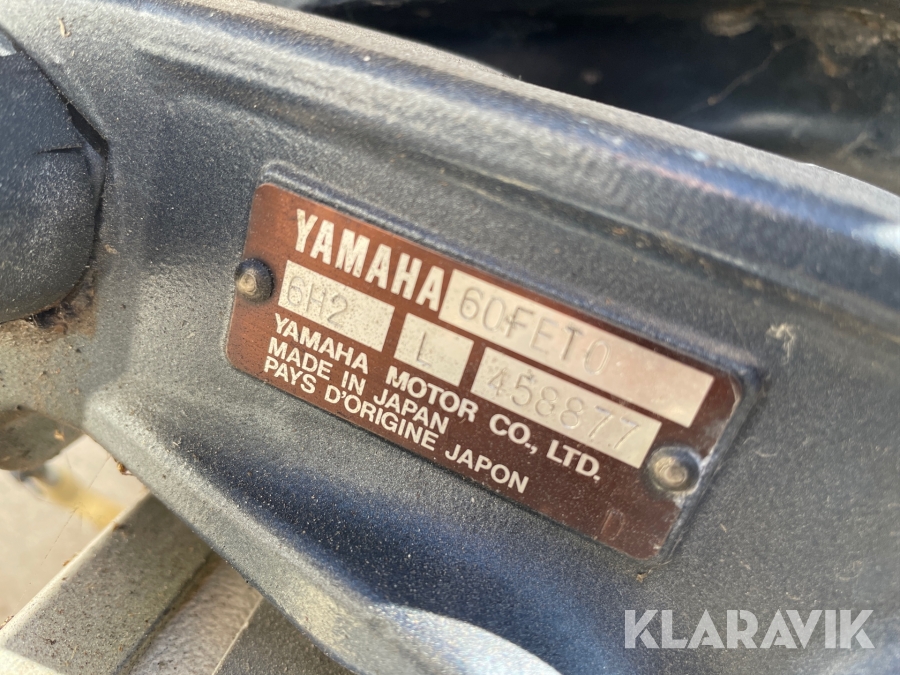 YAMAHA 60FETO
6H2 L 458877
YAMAHA MOTOR CO., LTD.
MADE IN JAPAN
PAYS D'ORIGINE JAPON
D
KLARAVIK